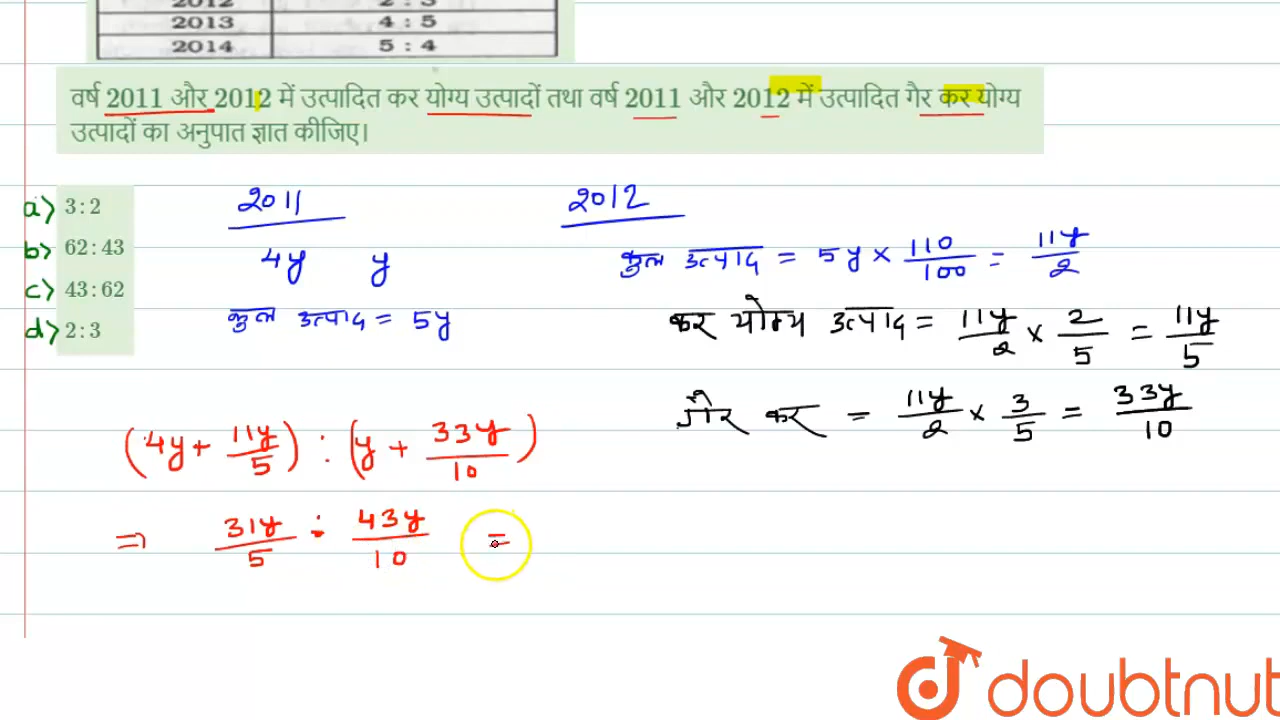 2012 2 : 3
2013 4 : 5
2014 5 : 4
वर्ष 2011 और 2012 में उत्पादित कर योग्य उत्पादों तथा वर्ष 2011 और 2012 में उत्पादित गैर कर योग्य
उत्पादों का अनुपात ज्ञात कीजिए।
a) 3 : 2
b) 62 : 43
c) 43 : 62
d) 2 : 3
2011
4y y
कुल उत्पाद = 5y
2012
कुल उत्पाद = 5y × 110/100 = 11y/2
कर योग्य उत्पाद = 11y/2 × 2/5 = 11y/5
गैर कर = 11y/2 × 3/5 = 33y/10
(4y + 11y/5) : (y + 33y/10)
⇒ 31y/5 : 43y/10 =
doubtnut